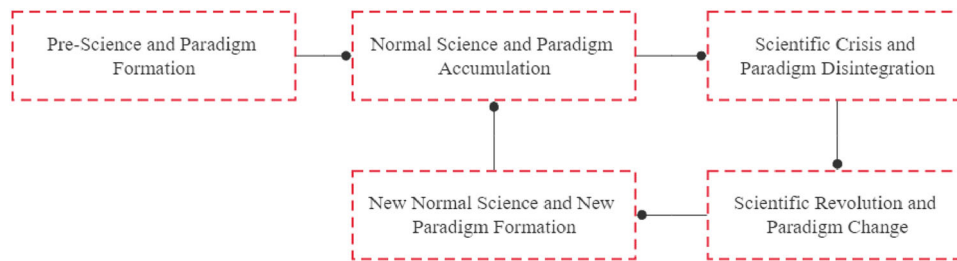 Pre-Science and Paradigm
Formation
Normal Science and Paradigm
Accumulation
Scientific Crisis and
Paradigm Disintegration
New Normal Science and New
Paradigm Formation
Scientific Revolution and
Paradigm Change